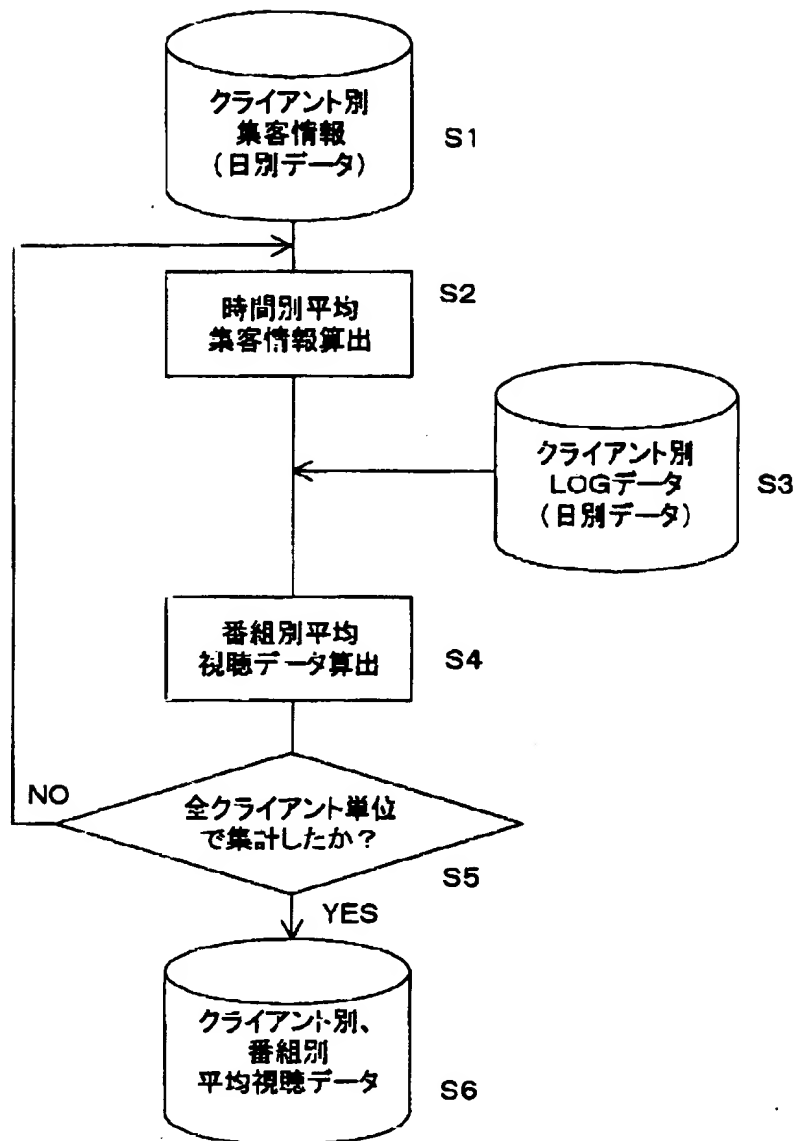 クライアント別
集客情報
(日別データ)
S1
時間別平均
集客情報算出
S2
クライアント別
LOGデータ
(日別データ)
S3
番組別平均
視聴データ算出
S4
NO
全クライアント単位
で集計したか?
S5
YES
クライアント別、
番組別
平均視聴データ
S6